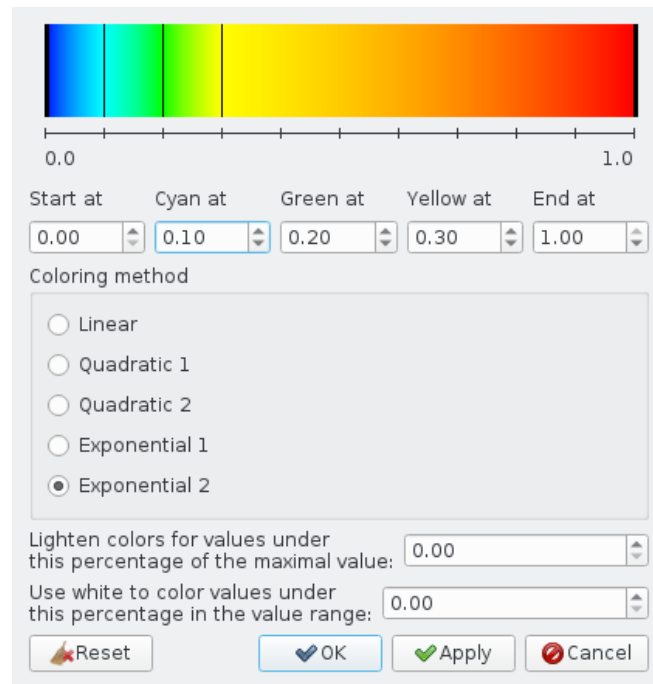 0.0 1.0
Start at Cyan at Green at Yellow at End at
0.00 0.10 0.20 0.30 1.00
Coloring method
Linear
Quadratic 1
Quadratic 2
Exponential 1
Exponential 2
Lighten colors for values under
this percentage of the maximal value: 0.00
Use white to color values under
this percentage in the value range: 0.00
Reset OK Apply Cancel